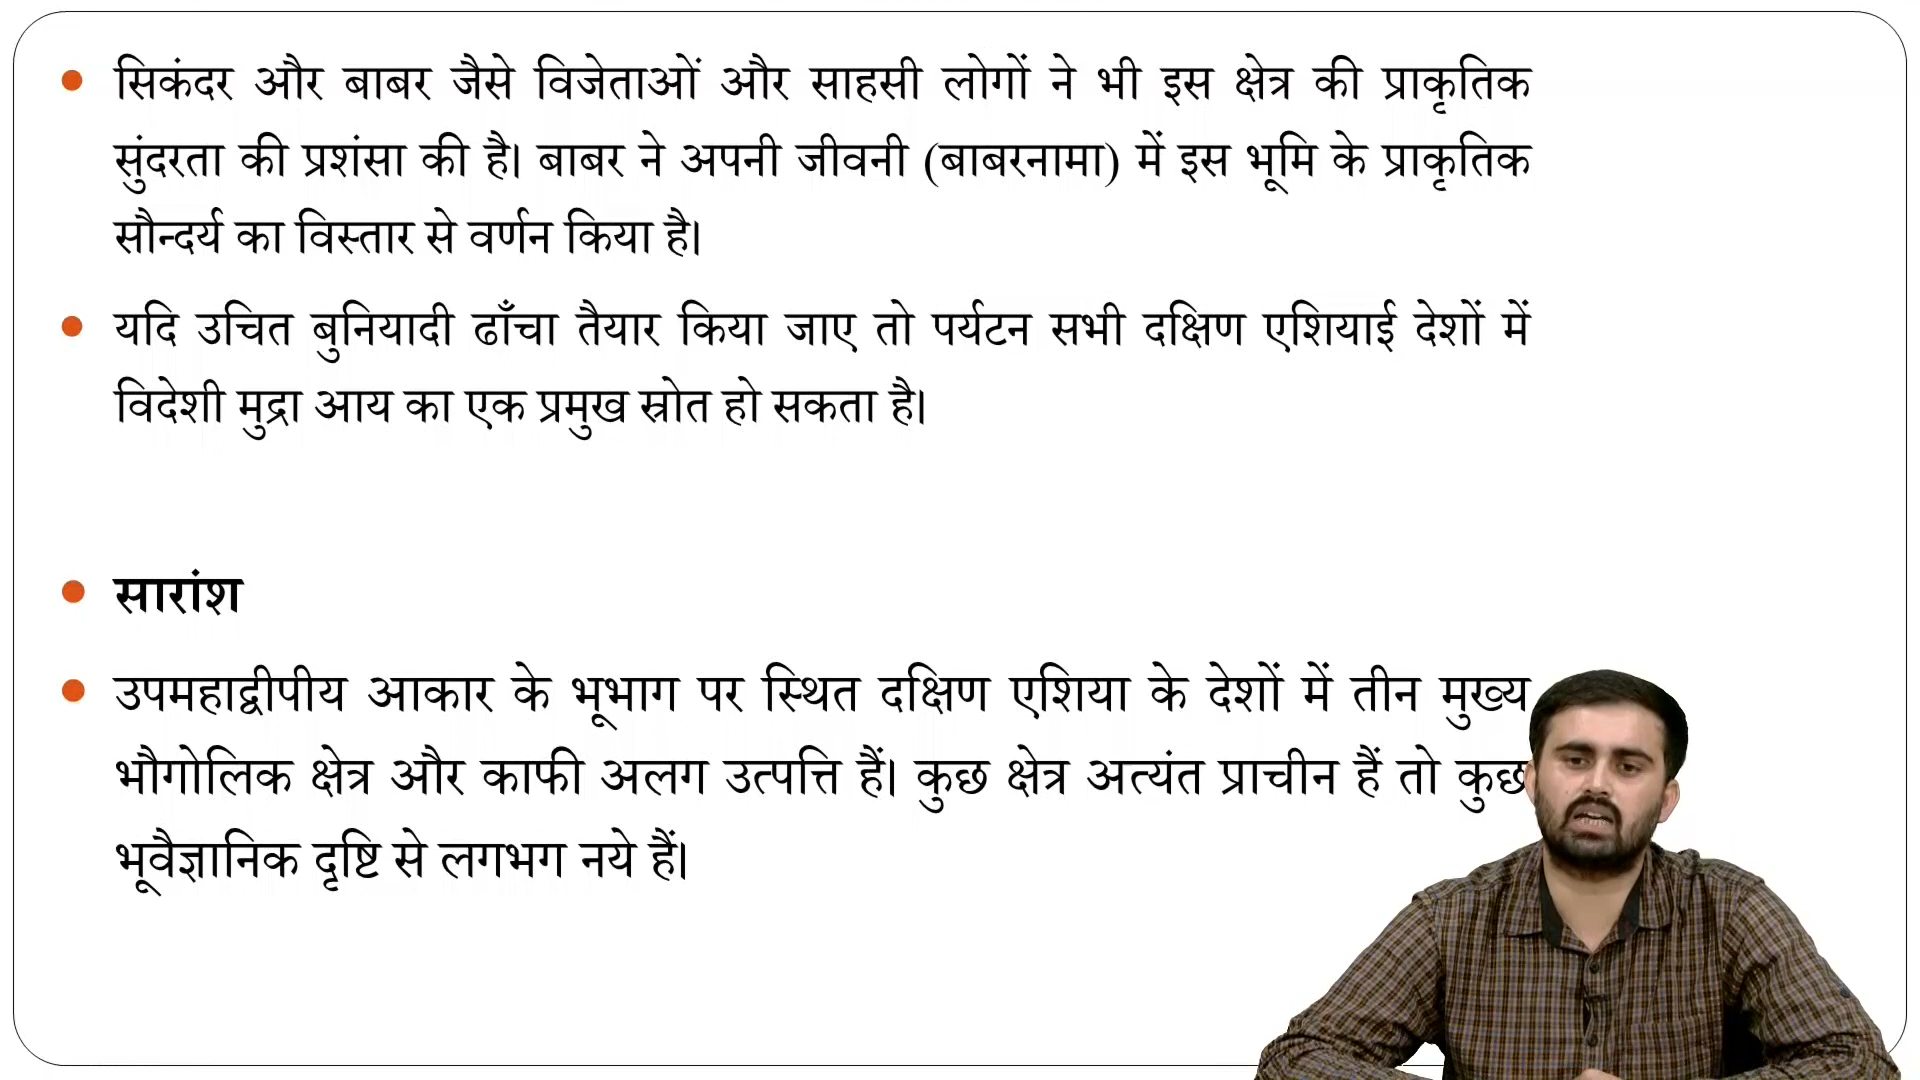 सिकंदर और बाबर जैसे विजेताओं और साहसी लोगों ने भी इस क्षेत्र की प्राकृतिक
सुंदरता की प्रशंसा की है। बाबर ने अपनी जीवनी (बाबरनामा) में इस भूमि के प्राकृतिक
सौन्दर्य का विस्तार से वर्णन किया है।
यदि उचित बुनियादी ढाँचा तैयार किया जाए तो पर्यटन सभी दक्षिण एशियाई देशों में
विदेशी मुद्रा आय का एक प्रमुख स्रोत हो सकता है।
सारांश
उपमहाद्वीपीय आकार के भूभाग पर स्थित दक्षिण एशिया के देशों में तीन मुख्य
भौगोलिक क्षेत्र और काफी अलग उत्पत्ति हैं। कुछ क्षेत्र अत्यंत प्राचीन हैं तो कुछ
भूवैज्ञानिक दृष्टि से लगभग नये हैं।